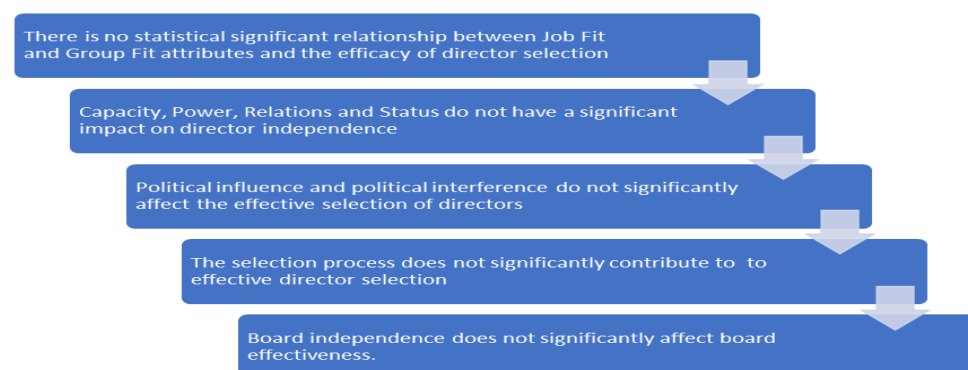 There is no statistical significant relationship between Job Fit
and Group Fit attributes and the efficacy of director selection
Capacity, Power, Relations and Status do not have a significant
impact on director independence
Political influence and political interference do not significantly
affect the effective selection of directors
The selection process does not significantly contribute to to
effective director selection
Board independence does not significantly affect board
effectiveness.